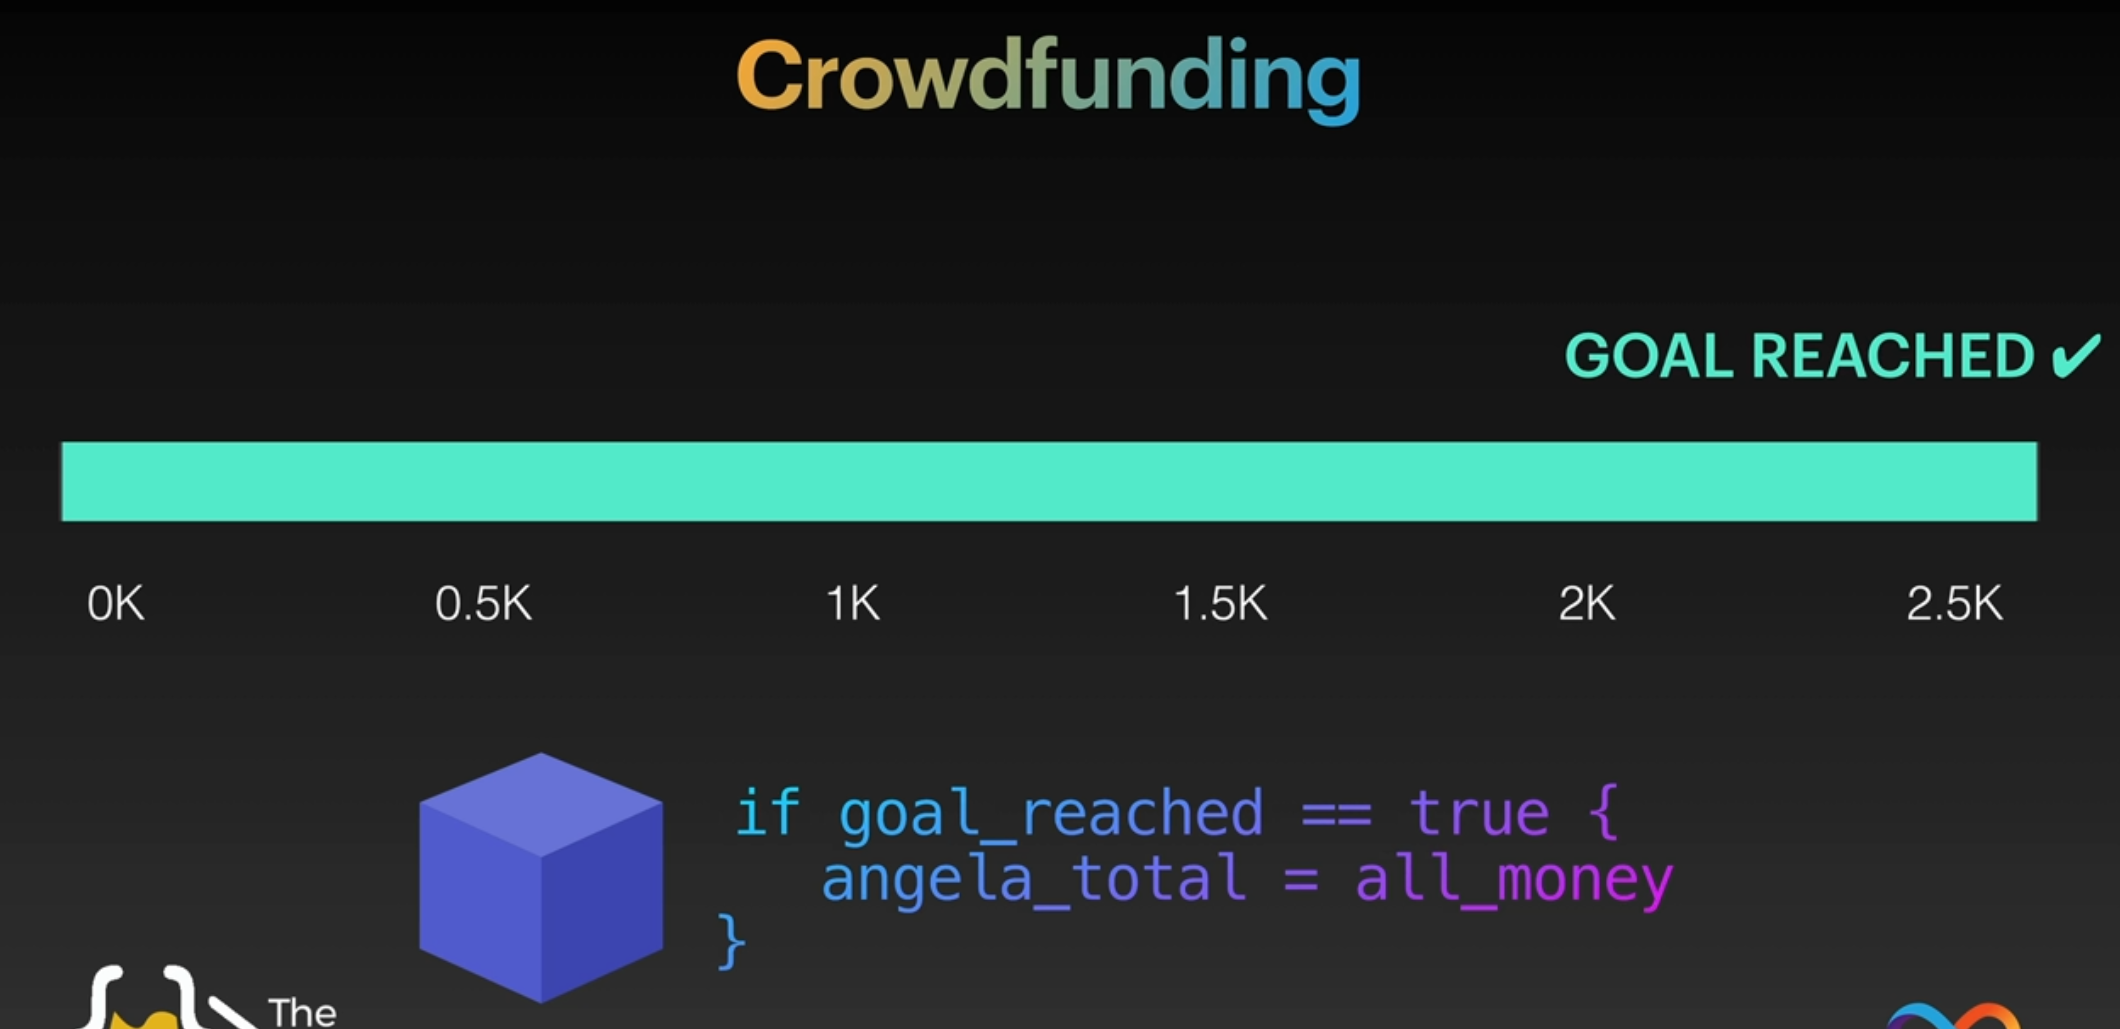 Crowdfunding
GOAL REACHED ✔
0K 0.5K 1K 1.5K 2K 2.5K
if goal_reached == true {
angela_total = all_money
}
The